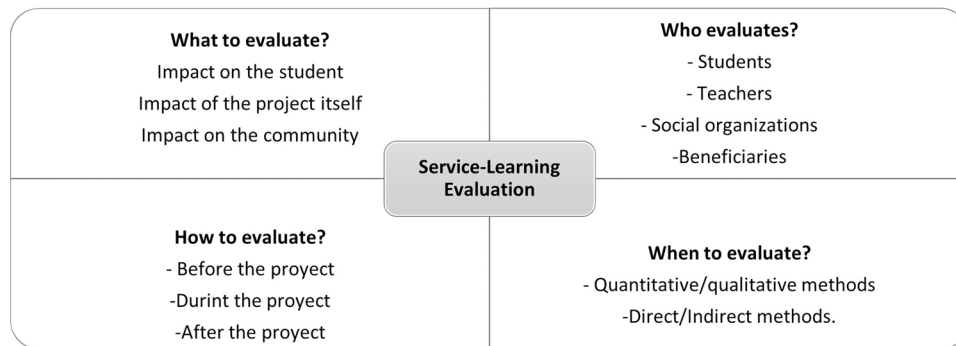 What to evaluate?
Impact on the student
Impact of the project itself
Impact on the community
Who evaluates?
- Students
- Teachers
- Social organizations
-Beneficiaries
Service-Learning
Evaluation
How to evaluate?
- Before the proyect
-Durint the proyect
-After the proyect
When to evaluate?
- Quantitative/qualitative methods
-Direct/Indirect methods.